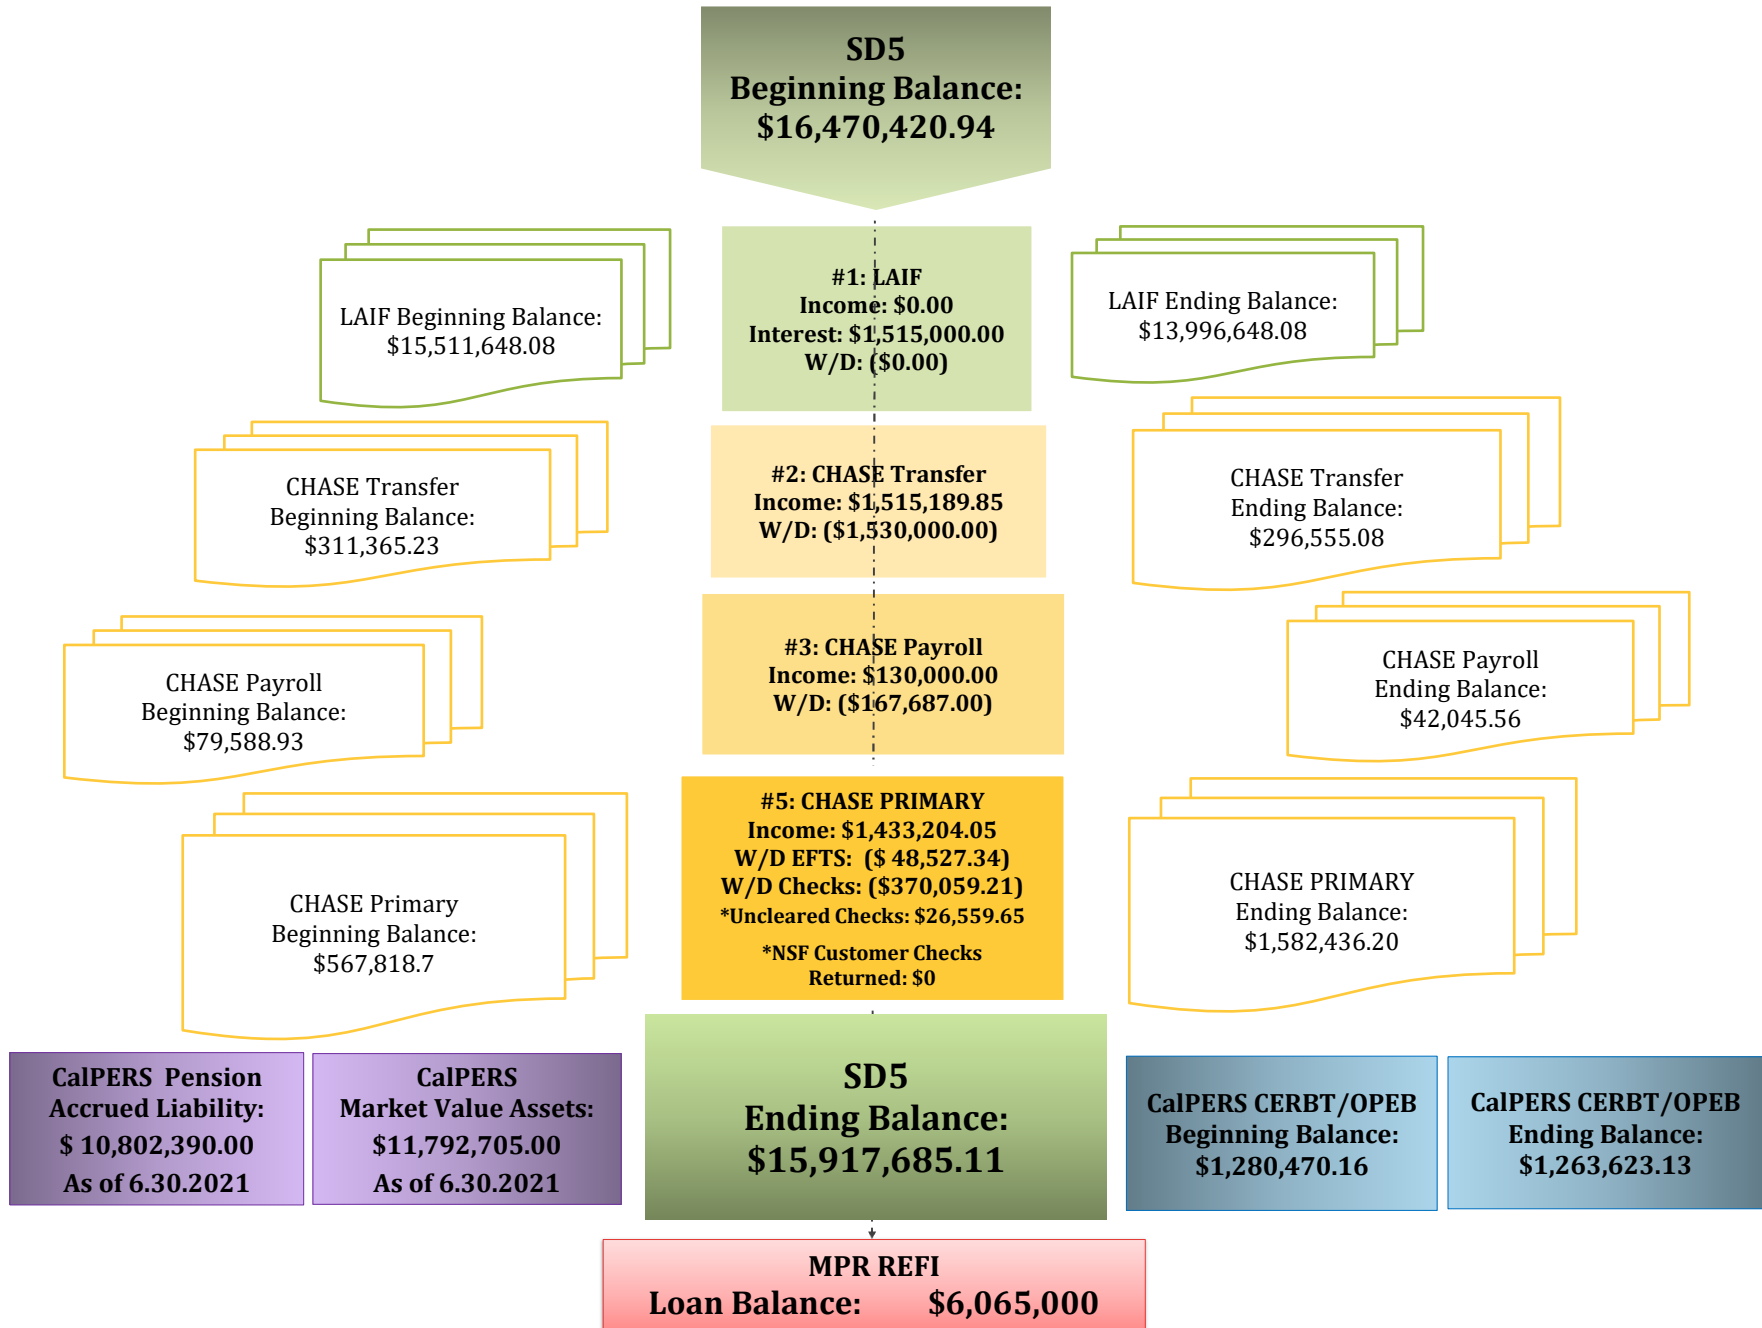 SD5
Beginning Balance:
$16,470,420.94
LAIF Beginning Balance:
$15,511,648.08
#1: LAIF
Income: $0.00
Interest: $1,515,000.00
W/D: ($0.00)
LAIF Ending Balance:
$13,996,648.08
CHASE Transfer
Beginning Balance:
$311,365.23
#2: CHASE Transfer
Income: $1,515,189.85
W/D: ($1,530,000.00)
CHASE Transfer
Ending Balance:
$296,555.08
CHASE Payroll
Beginning Balance:
$79,588.93
#3: CHASE Payroll
Income: $130,000.00
W/D: ($167,687.00)
CHASE Payroll
Ending Balance:
$42,045.56
CHASE Primary
Beginning Balance:
$567,818.7
#5: CHASE PRIMARY
Income: $1,433,204.05
W/D EFTS: ($ 48,527.34)
W/D Checks: ($370,059.21)
*Uncleared Checks: $26,559.65
*NSF Customer Checks
Returned: $0
CHASE PRIMARY
Ending Balance:
$1,582,436.20
CalPERS Pension
Accrued Liability:
$ 10,802,390.00
As of 6.30.2021
CalPERS
Market Value Assets:
$11,792,705.00
As of 6.30.2021
SD5
Ending Balance:
$15,917,685.11
CalPERS CERBT/OPEB
Beginning Balance:
$1,280,470.16
CalPERS CERBT/OPEB
Ending Balance:
$1,263,623.13
MPR REFI
Loan Balance: $6,065,000